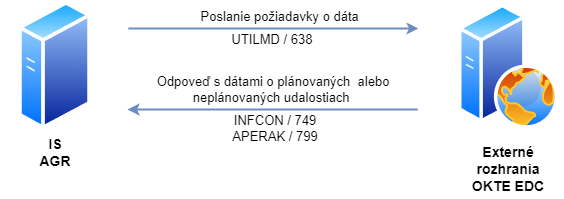 Poslanie požiadavky o dáta
UTILMD / 638
Odpoveď s dátami o plánovaných alebo
neplánovaných udalostiach
INFCON / 749
APERAK / 799
IS
AGR
Externé
rozhrania
OKTE EDC